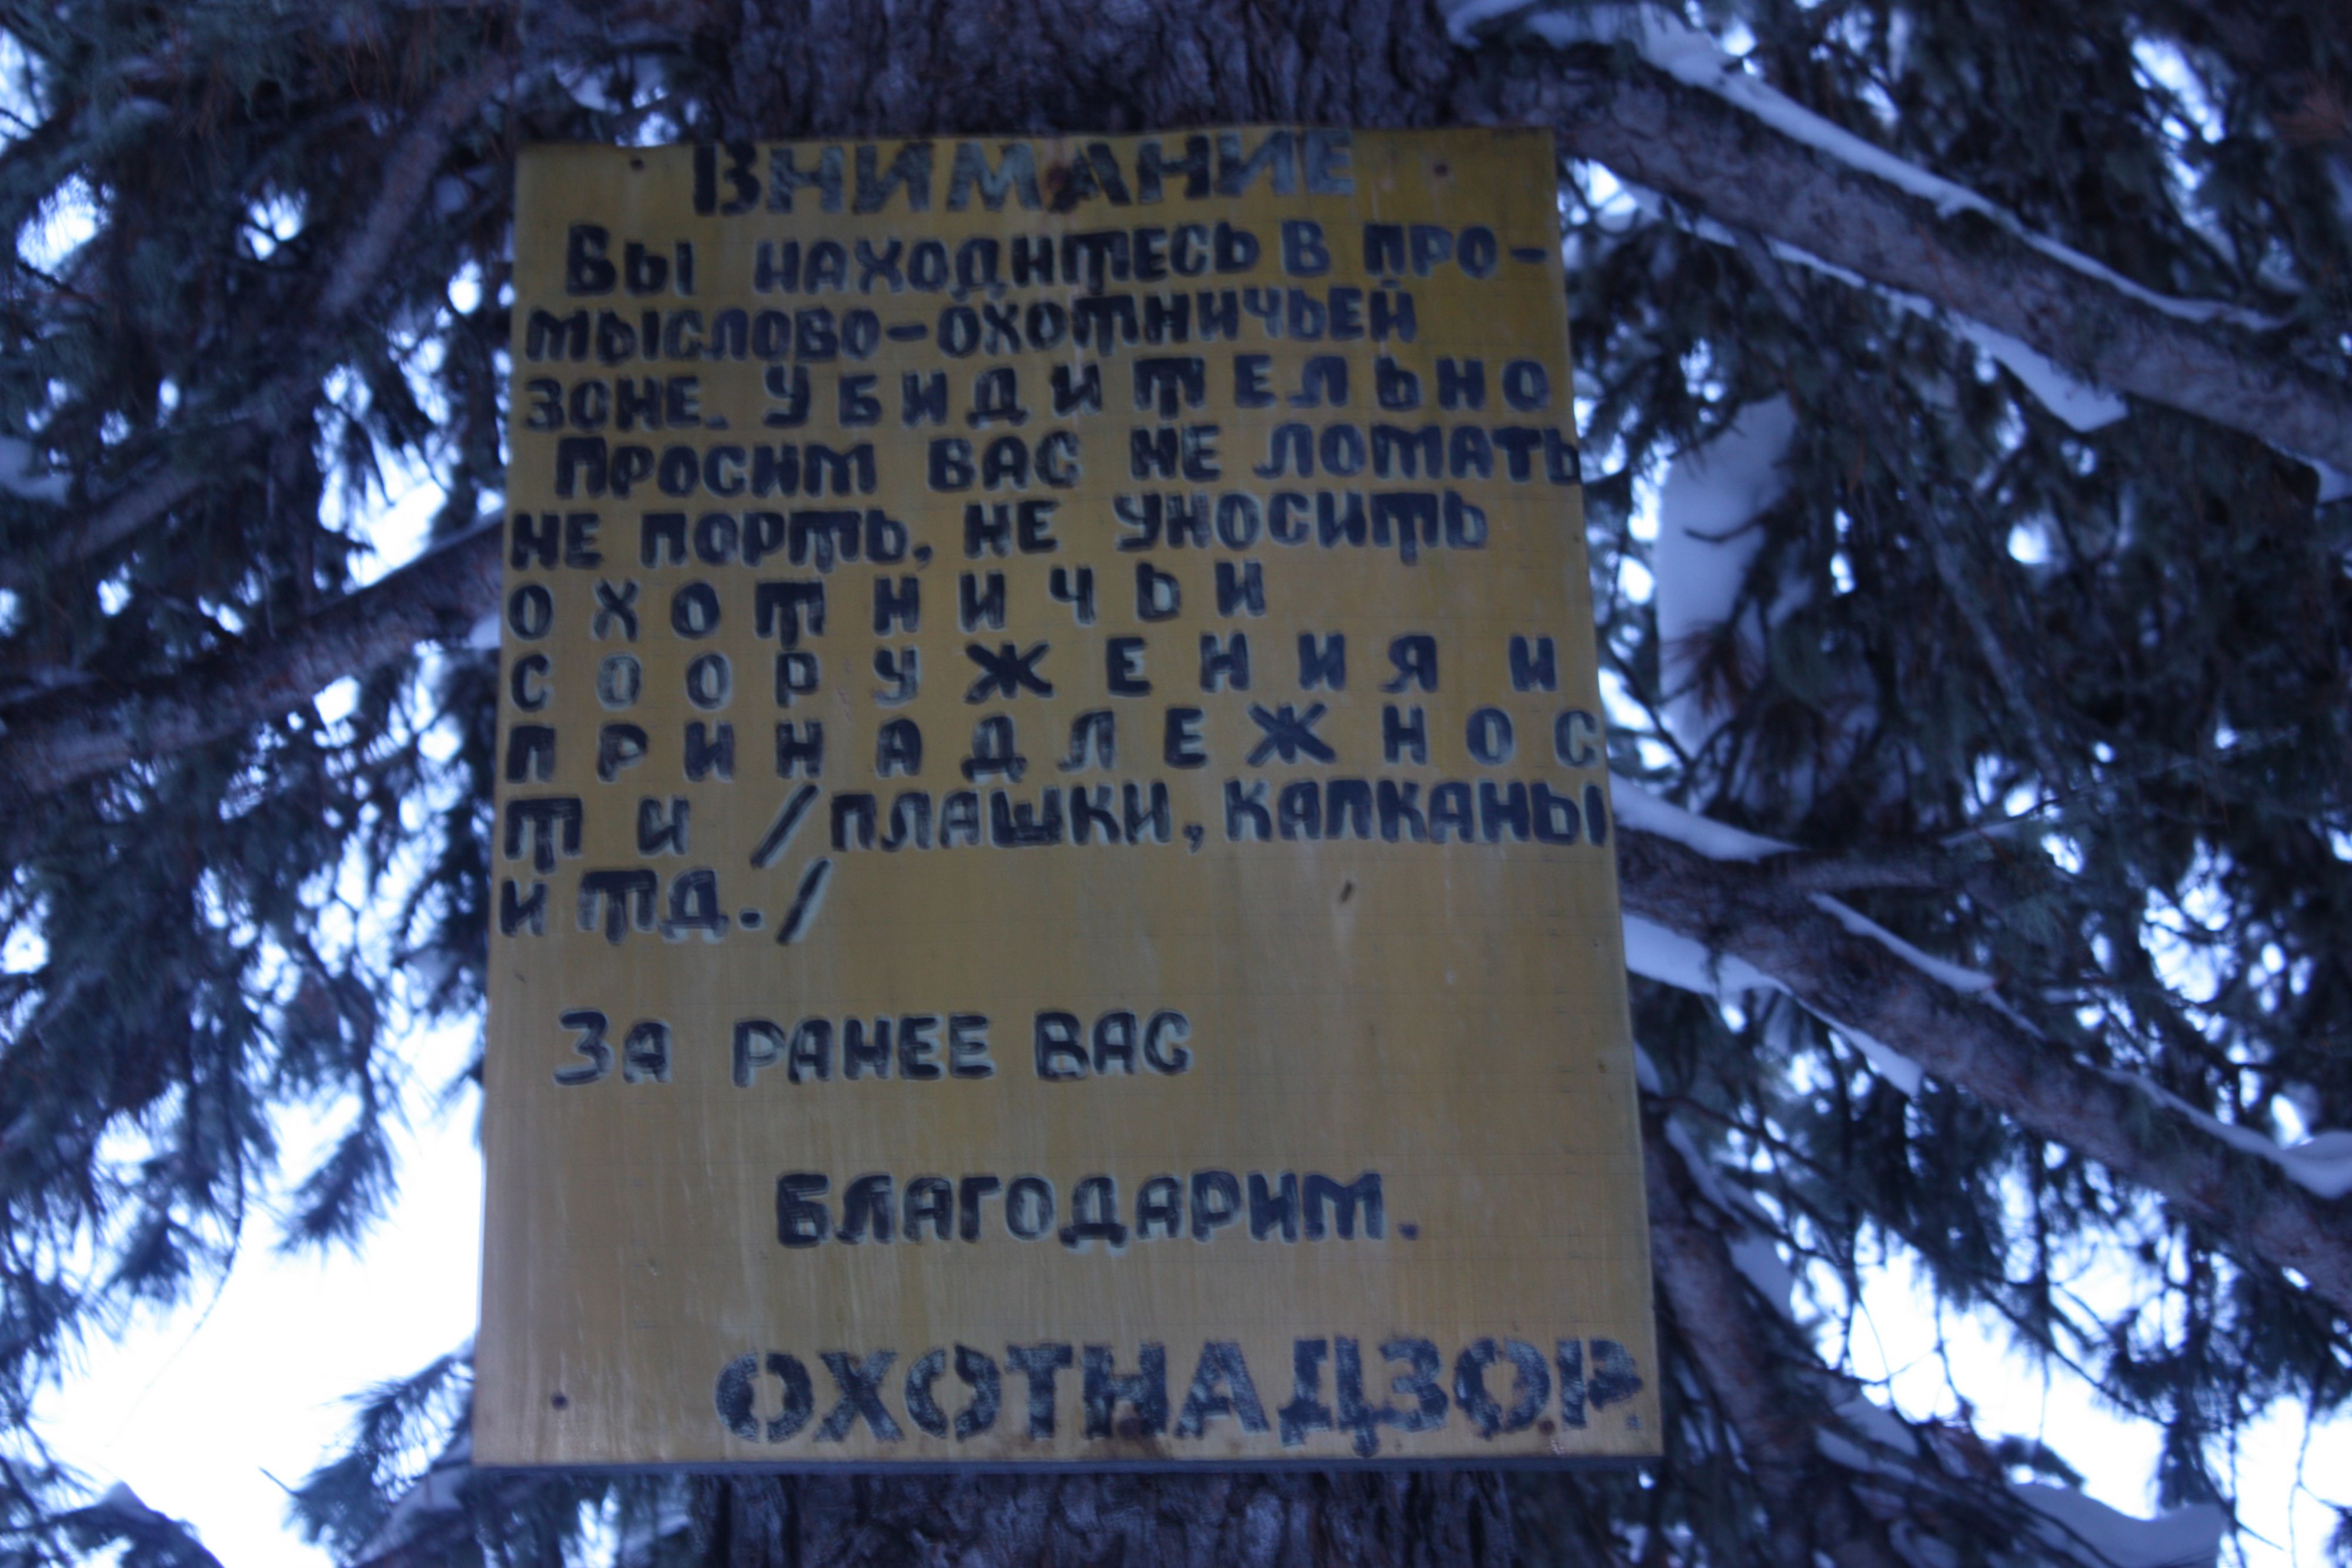 ВНИМАНИЕ
ВЫ НАХОДИТЕСЬ В ПРО-
МЫСЛОВО-ОХОТНИЧЬЕЙ
ЗОНЕ. УБИДИТЕЛЬНО
ПРОСИМ ВАС НЕ ЛОМАТЬ
НЕ ПОРТЬ, НЕ УНОСИТЬ
ОХОТНИЧЬИ
СООРУЖЕНИЯ И
ПРИНАДЛЕЖНОС
ТИ /ПЛАШКИ, КАПКАНЫ
И ТД./
ЗА РАНЕЕ ВАС
БЛАГОДАРИМ.
ОХОТНАДЗОР.